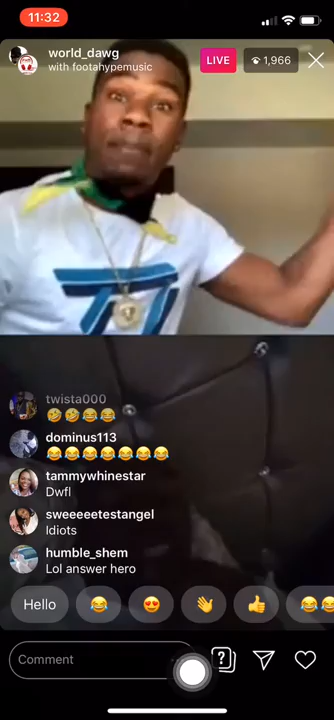 11:32
world_dawg
with footahypemusic
LIVE
1,966
twista000
🤣🤣😂😂
dominus113
😂😂😂😂😂😂😂
tammywhinestar
Dwfl
sweeeeetestangel
Idiots
humble_shem
Lol answer hero
Hello 😂 😍 👋 👍 😂😂
Comment